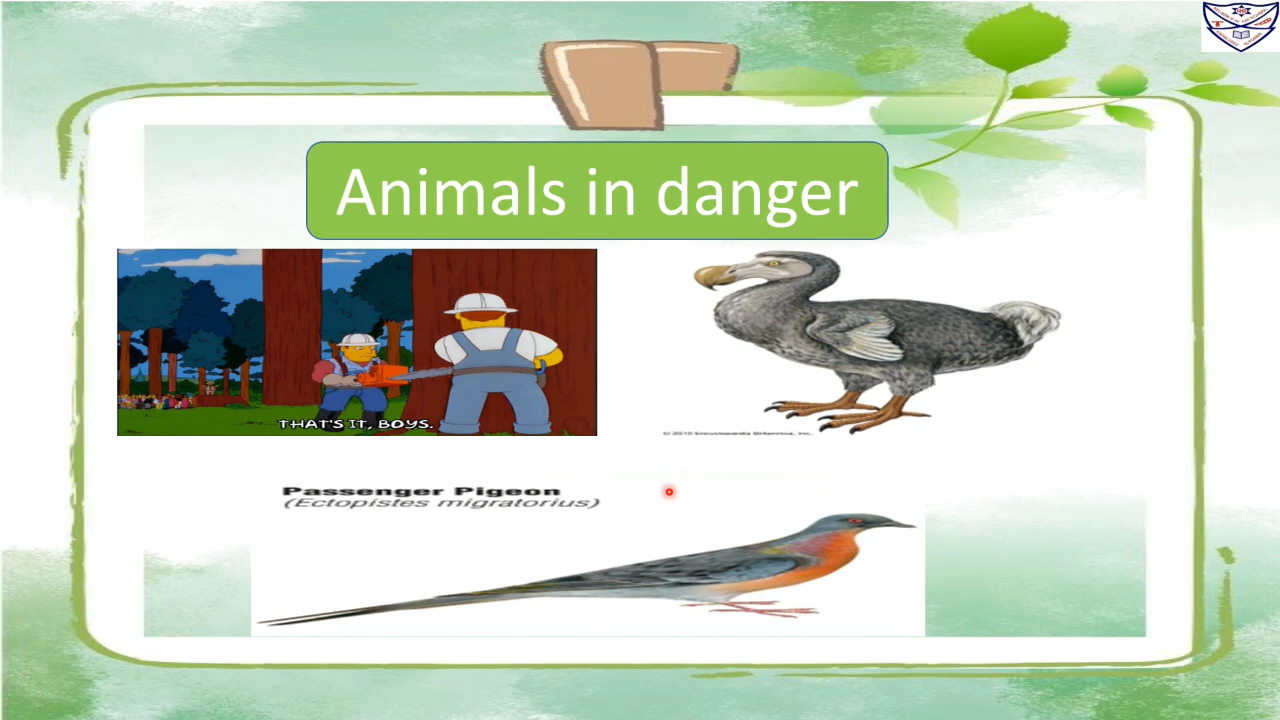 Animals in danger
THAT'S IT, BOYS.
© 2010 Encyclopædia Britannica, Inc.
Passenger Pigeon
(Ectopistes migratorius)